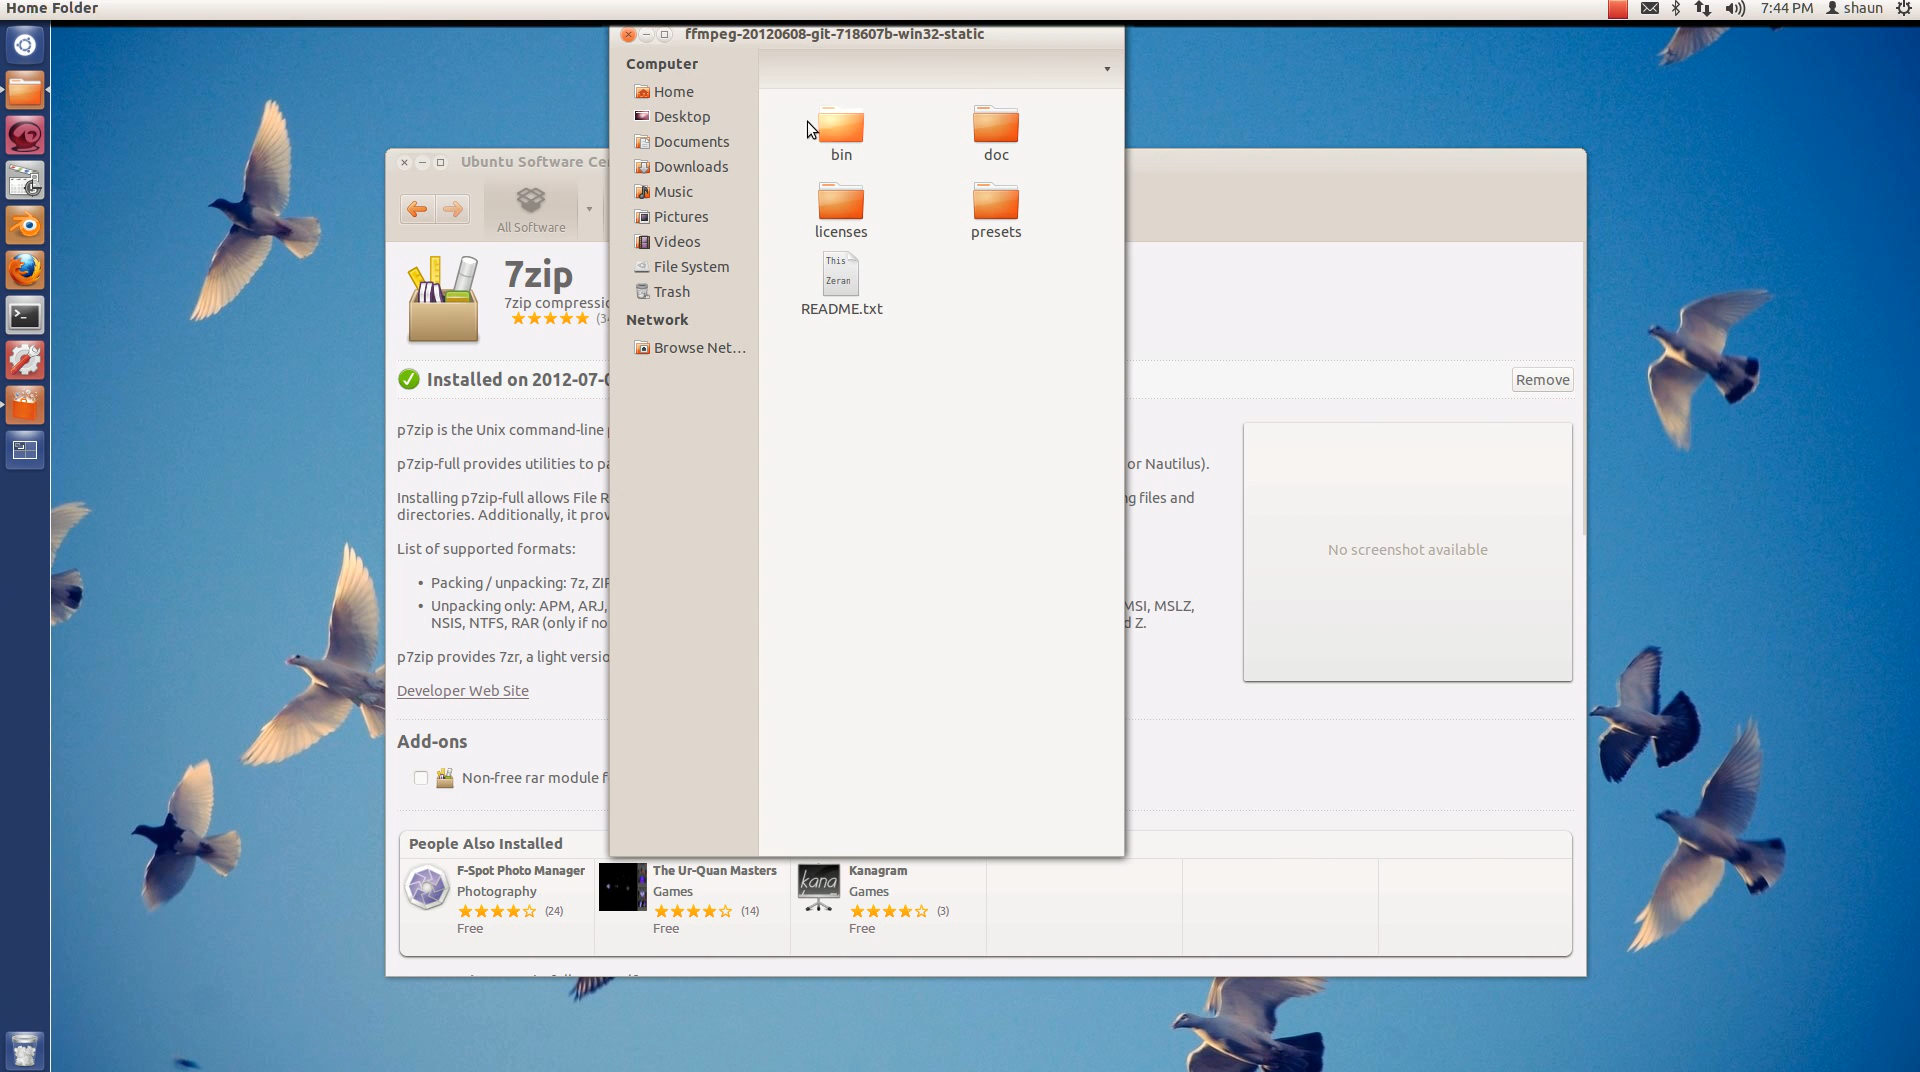 Home Folder
7:44 PM
shaun
ffmpeg-20120608-git-718607b-win32-static
Computer
Home
Desktop
Documents
Downloads
Music
Pictures
Videos
File System
Trash
Network
Browse Net...
bin
doc
licenses
presets
This
Zeran
README.txt
Ubuntu Software Ce
All Software
7zip
7zip compressi
Installed on 2012-07-0
Remove
p7zip is the Unix command-line
p7zip-full provides utilities to pa
or Nautilus).
Installing p7zip-full allows File R
g files and
directories. Additionally, it prov
List of supported formats:
• Packing / unpacking: 7z, ZIP
• Unpacking only: APM, ARJ,
MSI, MSLZ,
NSIS, NTFS, RAR (only if no
d Z.
p7zip provides 7zr, a light versio
Developer Web Site
No screenshot available
Add-ons
Non-free rar module f
People Also Installed
F-Spot Photo Manager
Photography
(24)
Free
The Ur-Quan Masters
Games
(14)
Free
kana
Kanagram
Games
(3)
Free